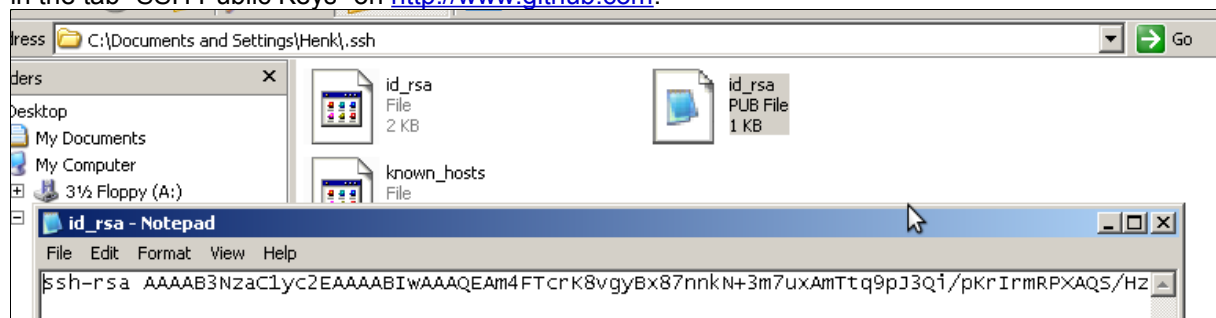 in the tab "SSH Public Keys" on http://www.github.com.
dress C:\Documents and Settings\Henk\.ssh Go
ders
Desktop
My Documents
My Computer
3½ Floppy (A:)
id_rsa
File
2 KB
id_rsa
PUB File
1 KB
known_hosts
File
id_rsa - Notepad
File Edit Format View Help
ssh-rsa AAAAB3NzaC1yc2EAAAABIwAAAQEAm4FTcrK8vgyBx87nnkN+3m7uxAmTtq9pJ3Qi/pKrIrmRPXAQS/Hz